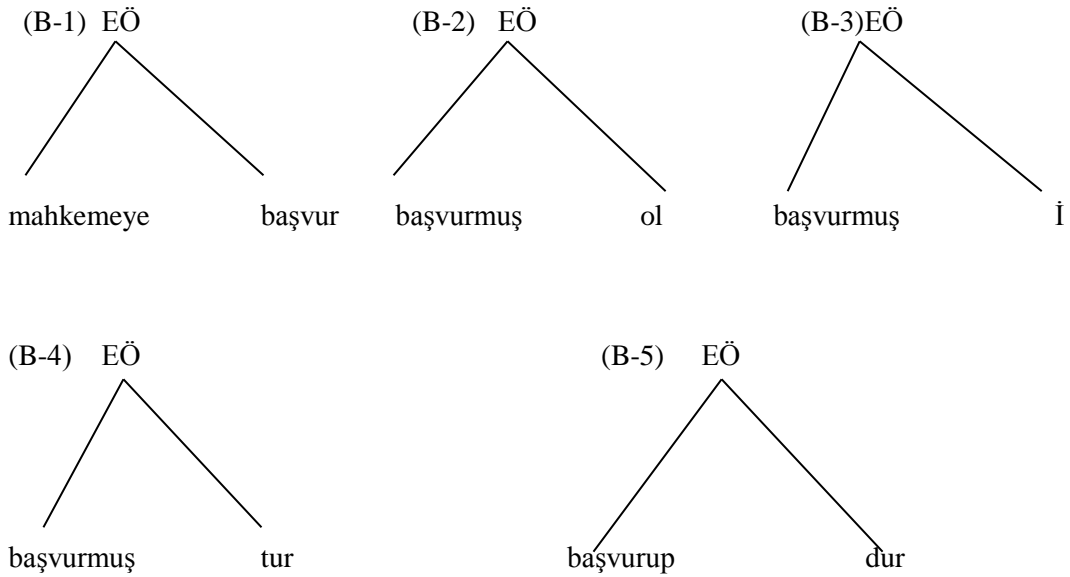 (B-1) EÖ (B-2) EÖ (B-3)EÖ
mahkemeye başvur başvurmuş ol başvurmuş İ
(B-4) EÖ (B-5) EÖ
başvurmuş tur başvurup dur